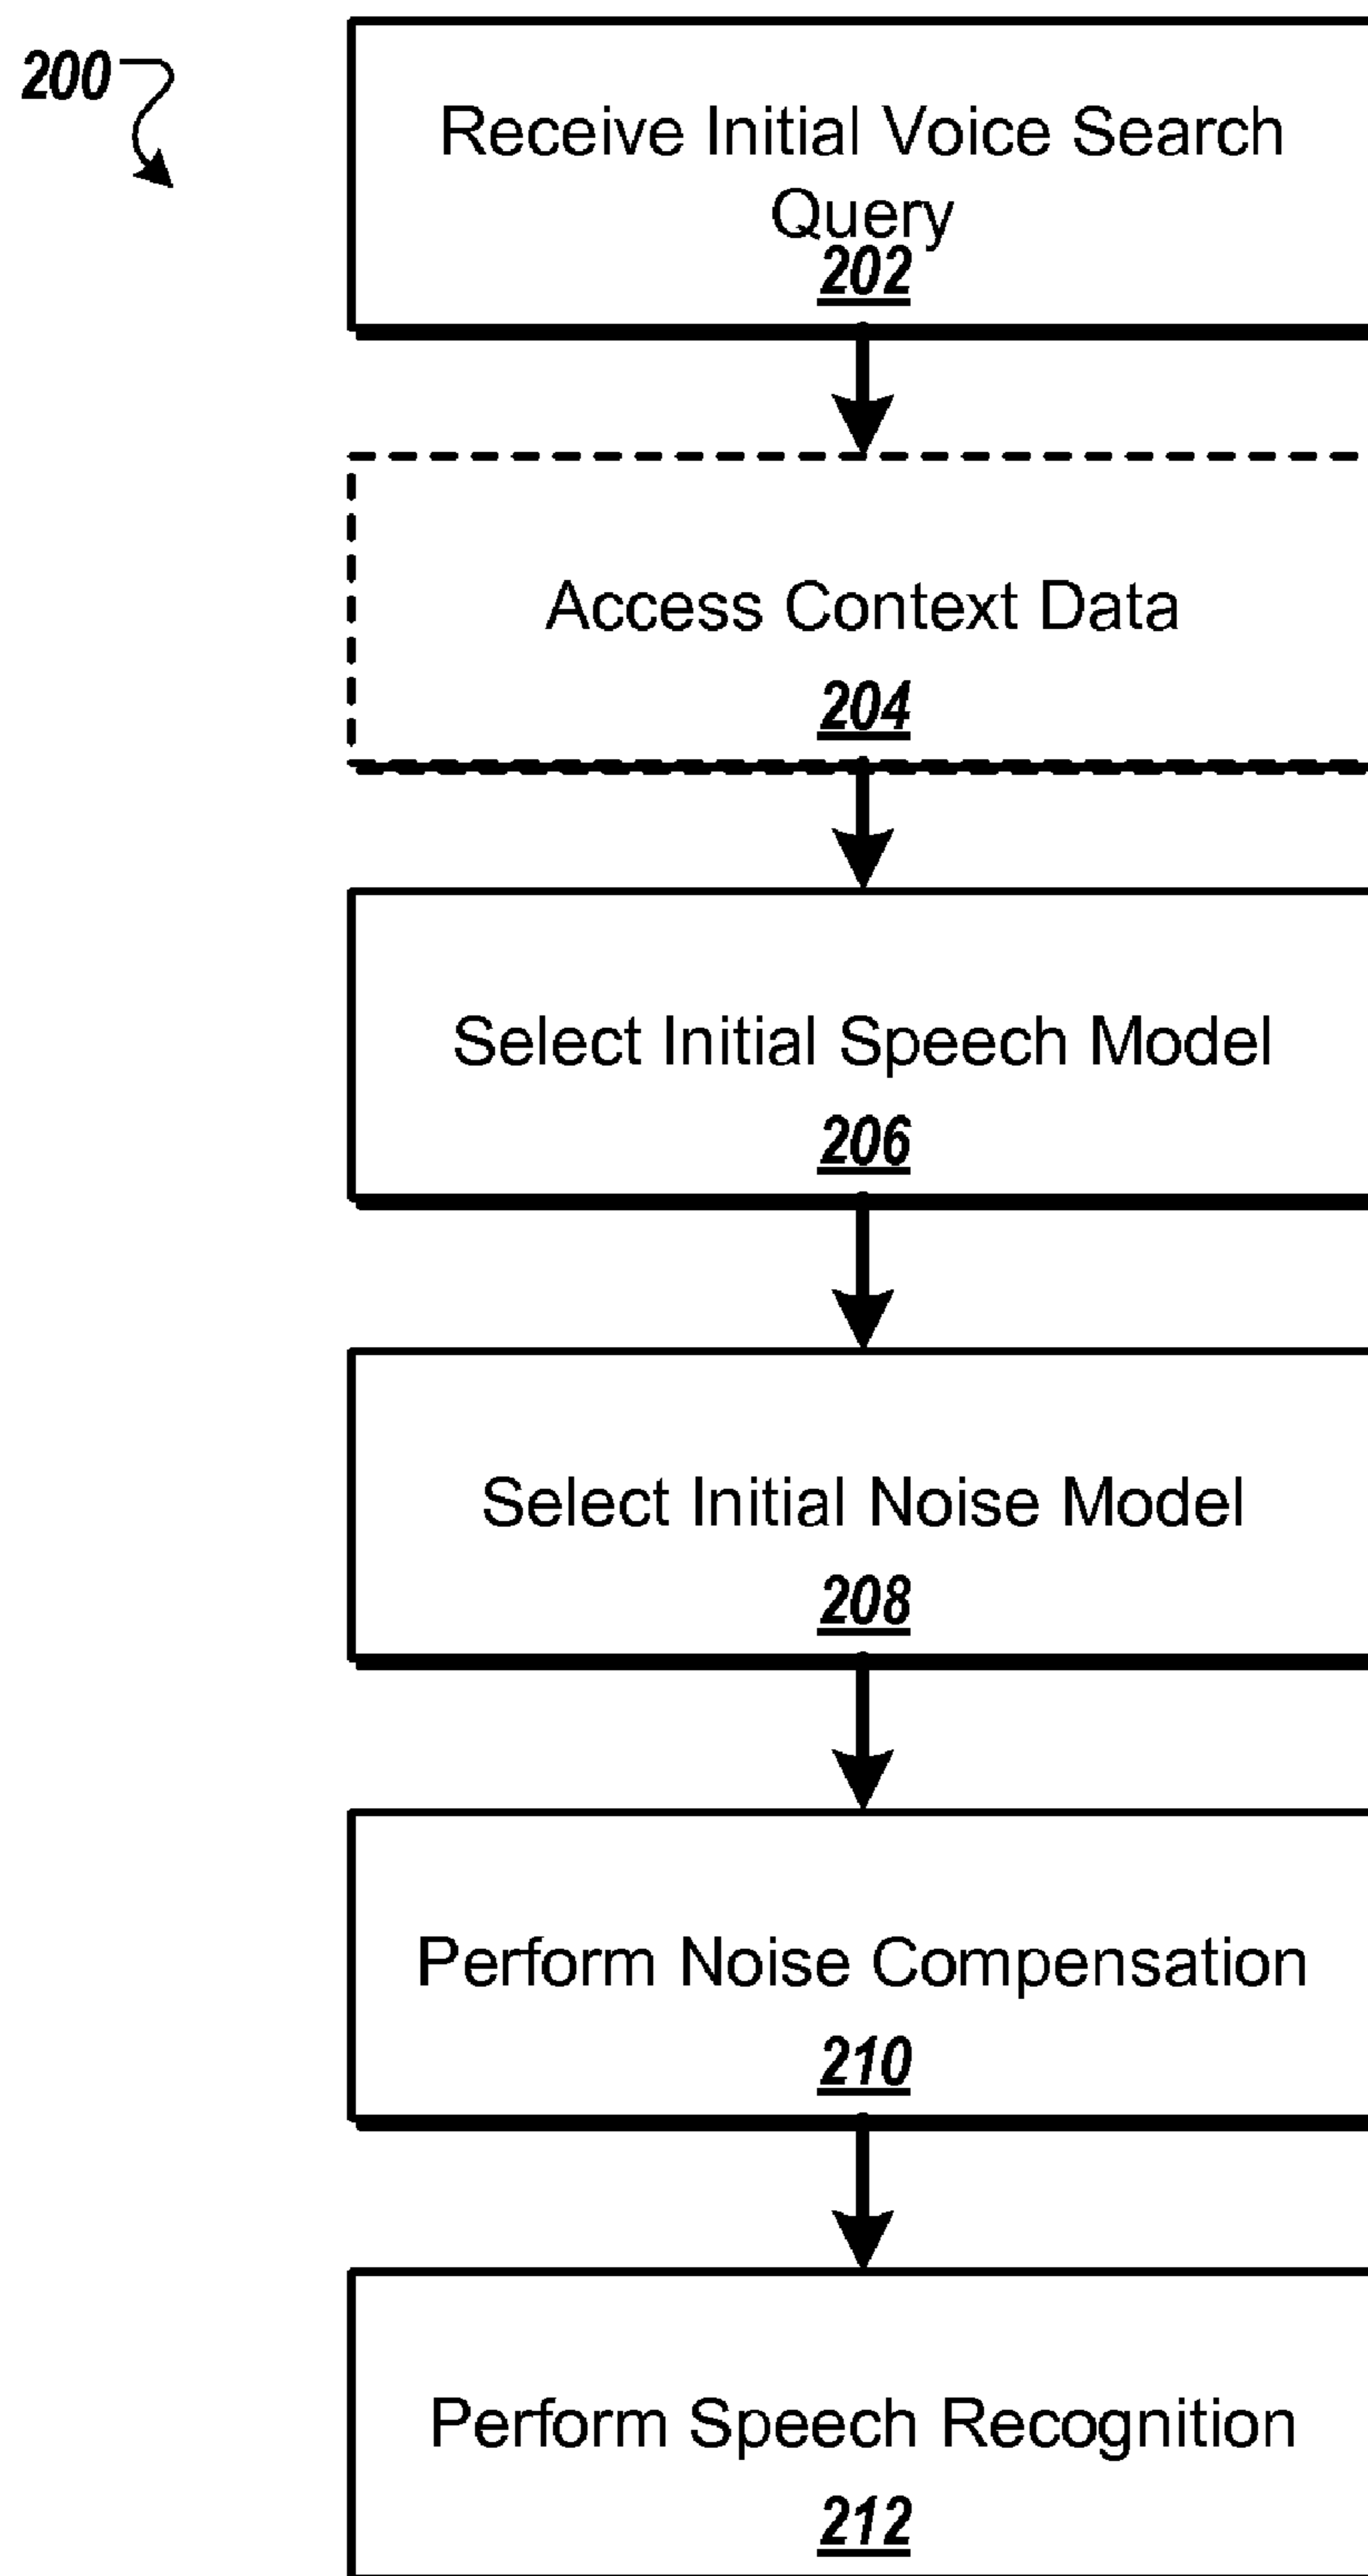 200
Receive Initial Voice Search
Query
202
Access Context Data
204
Select Initial Speech Model
206
Select Initial Noise Model
208
Perform Noise Compensation
210
Perform Speech Recognition
212